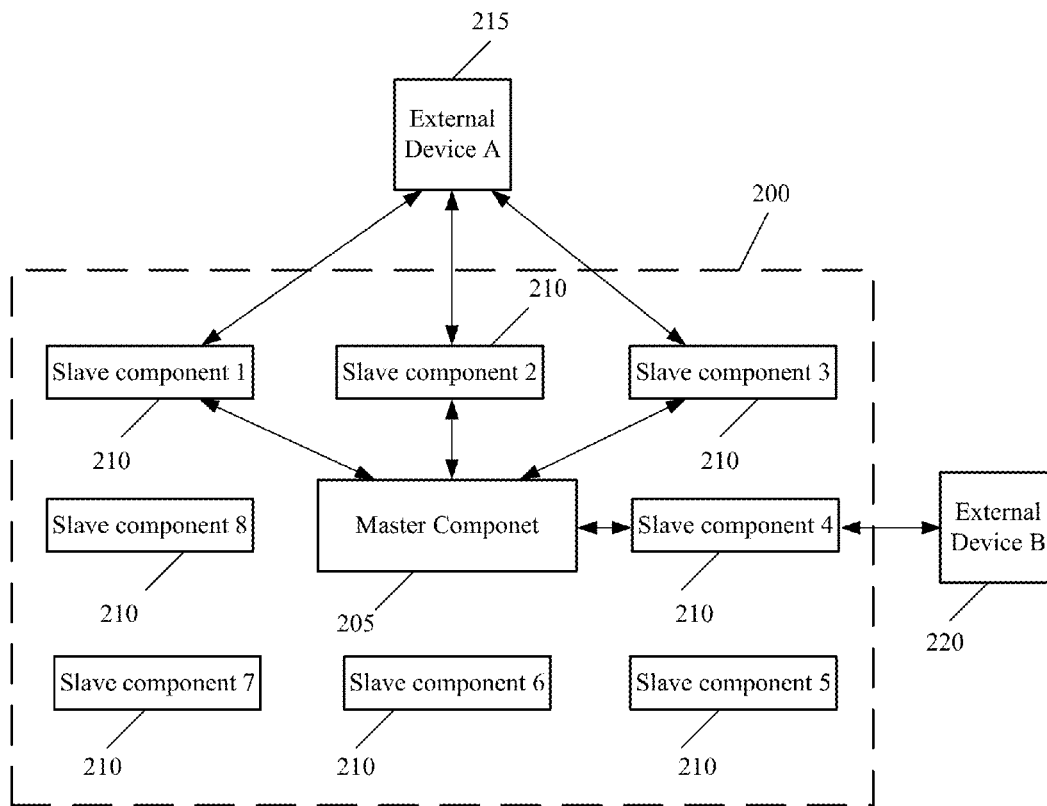 215
External
Device A
200
210
Slave component 1
Slave component 2
Slave component 3
210
210
Slave component 8
Master Componet
Slave component 4
External
Device B
210
205
210
220
Slave component 7
Slave component 6
Slave component 5
210
210
210